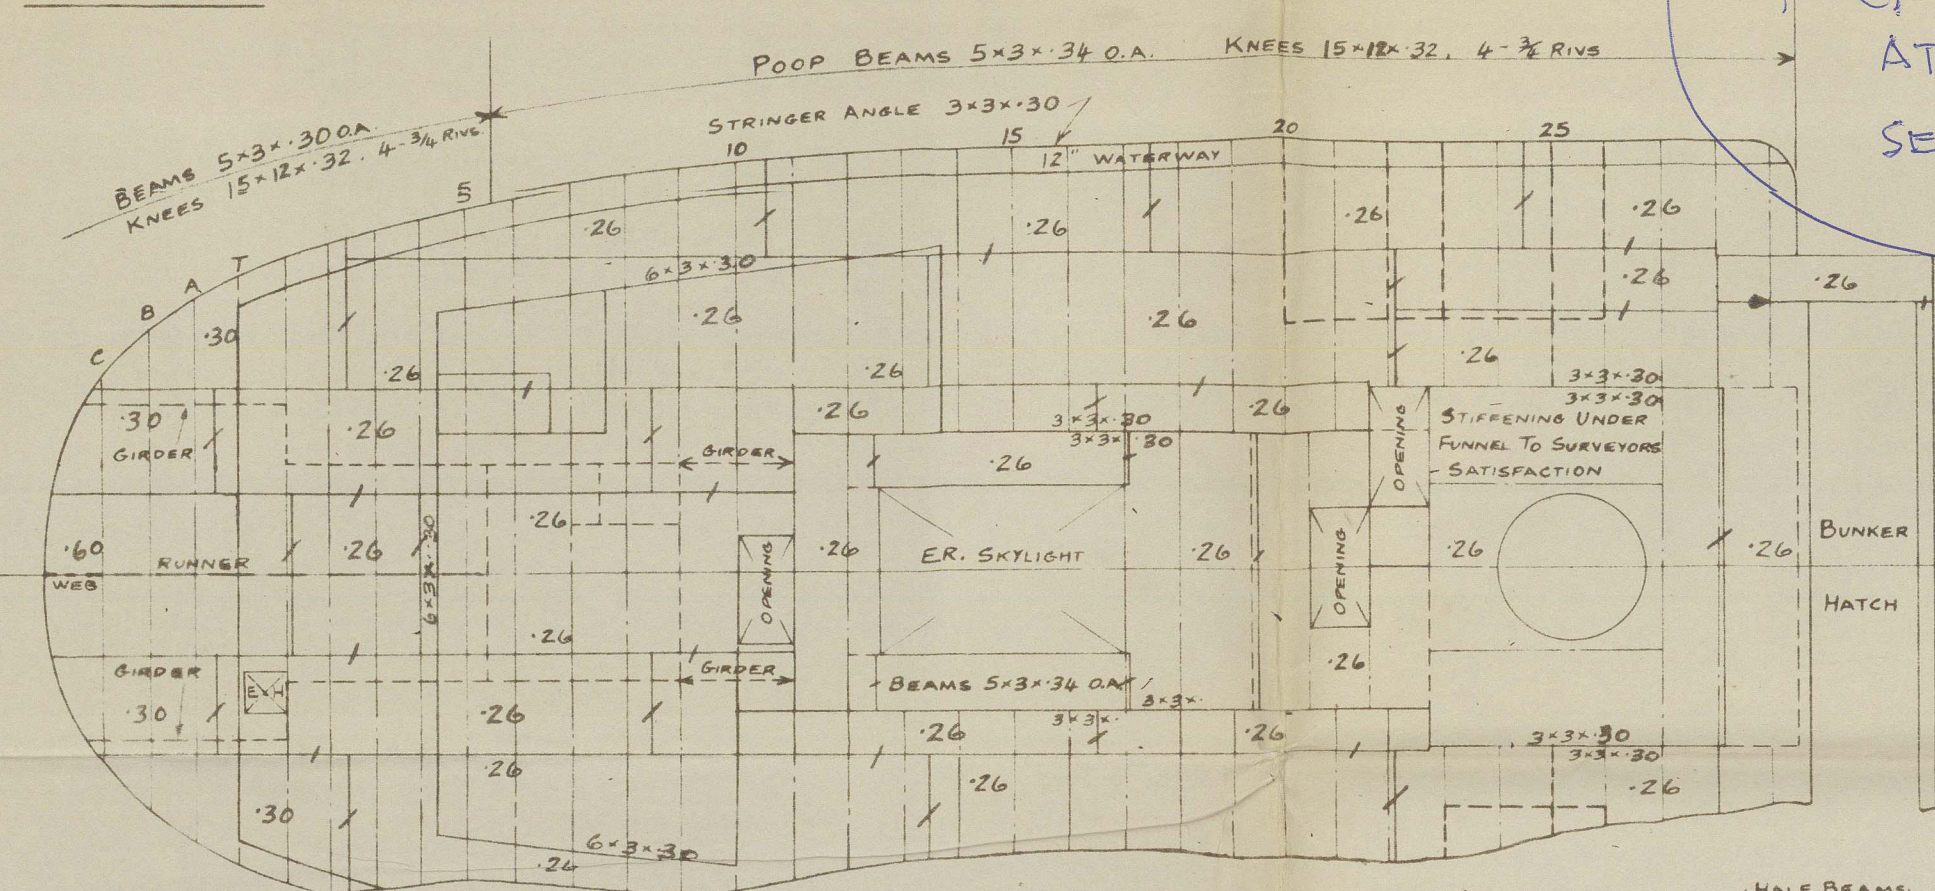 POOP BEAMS 5×3×·34 O.A. KNEES 15×12×·32, 4-¾ RIVS
BEAMS 5×3×·30 O.A.
KNEES 15×12×·32. 4-¾ RIVS.
STRINGER ANGLE 3×3×·30
AT
SE
5
10
15
20
25
12" WATERWAY
T
A
B
C
·26
·26
·26
·26
6×3×·30
·26
·26
·26
·26
·30
·26
·26
·26
3×3×·30
3×3×·30
·30
GIRDER
·26
·26
3×3×·30
3×3×·30
·26
OPENING
STIFFENING UNDER
FUNNEL TO SURVEYORS
SATISFACTION
GIRDER
·26
·60
WEB
RUNNER
·26
6×3×·30
·26
OPENING
·26
E.R. SKYLIGHT
·26
OPENING
·26
·26
BUNKER
HATCH
·26
GIRDER
·30
E H
GIRDER
BEAMS 5×3×·34 O.A.
3×3×·
3×3×·
·26
·26
·26
·26
3×3×·30
3×3×·30
·26
·26
·26
·30
6×3×·30
·26
HALF BEAMS